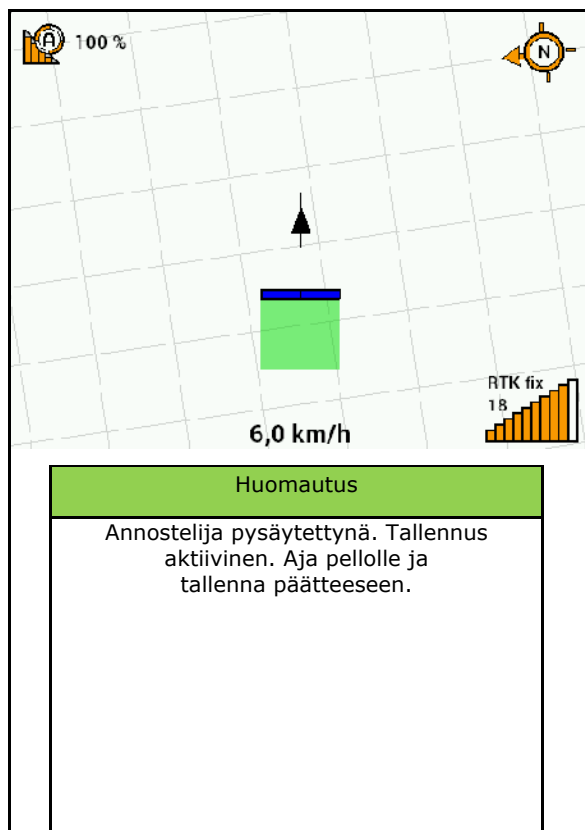 A 100 %
N
RTK fix
18
6,0 km/h
Huomautus
Annostelija pysäytettynä. Tallennus
aktiivinen. Aja pellolle ja
tallenna päätteeseen.